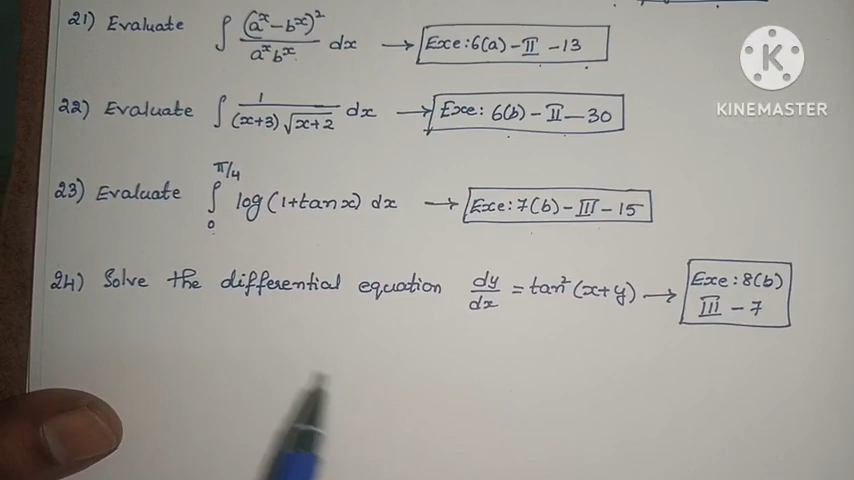 21) Evaluate ∫ (a^x - b^x)^2 / a^x b^x dx → Exe: 6(a) - II - 13
KINEMASTER
22) Evaluate ∫ 1 / (x+3) √(x+2) dx → Exe: 6(b) - II - 30
23) Evaluate ∫_0^{π/4} log(1+tanx) dx → Exe: 7(b) - III - 15
24) Solve the differential equation dy/dx = tan²(x+y) → Exe: 8(b)
III - 7